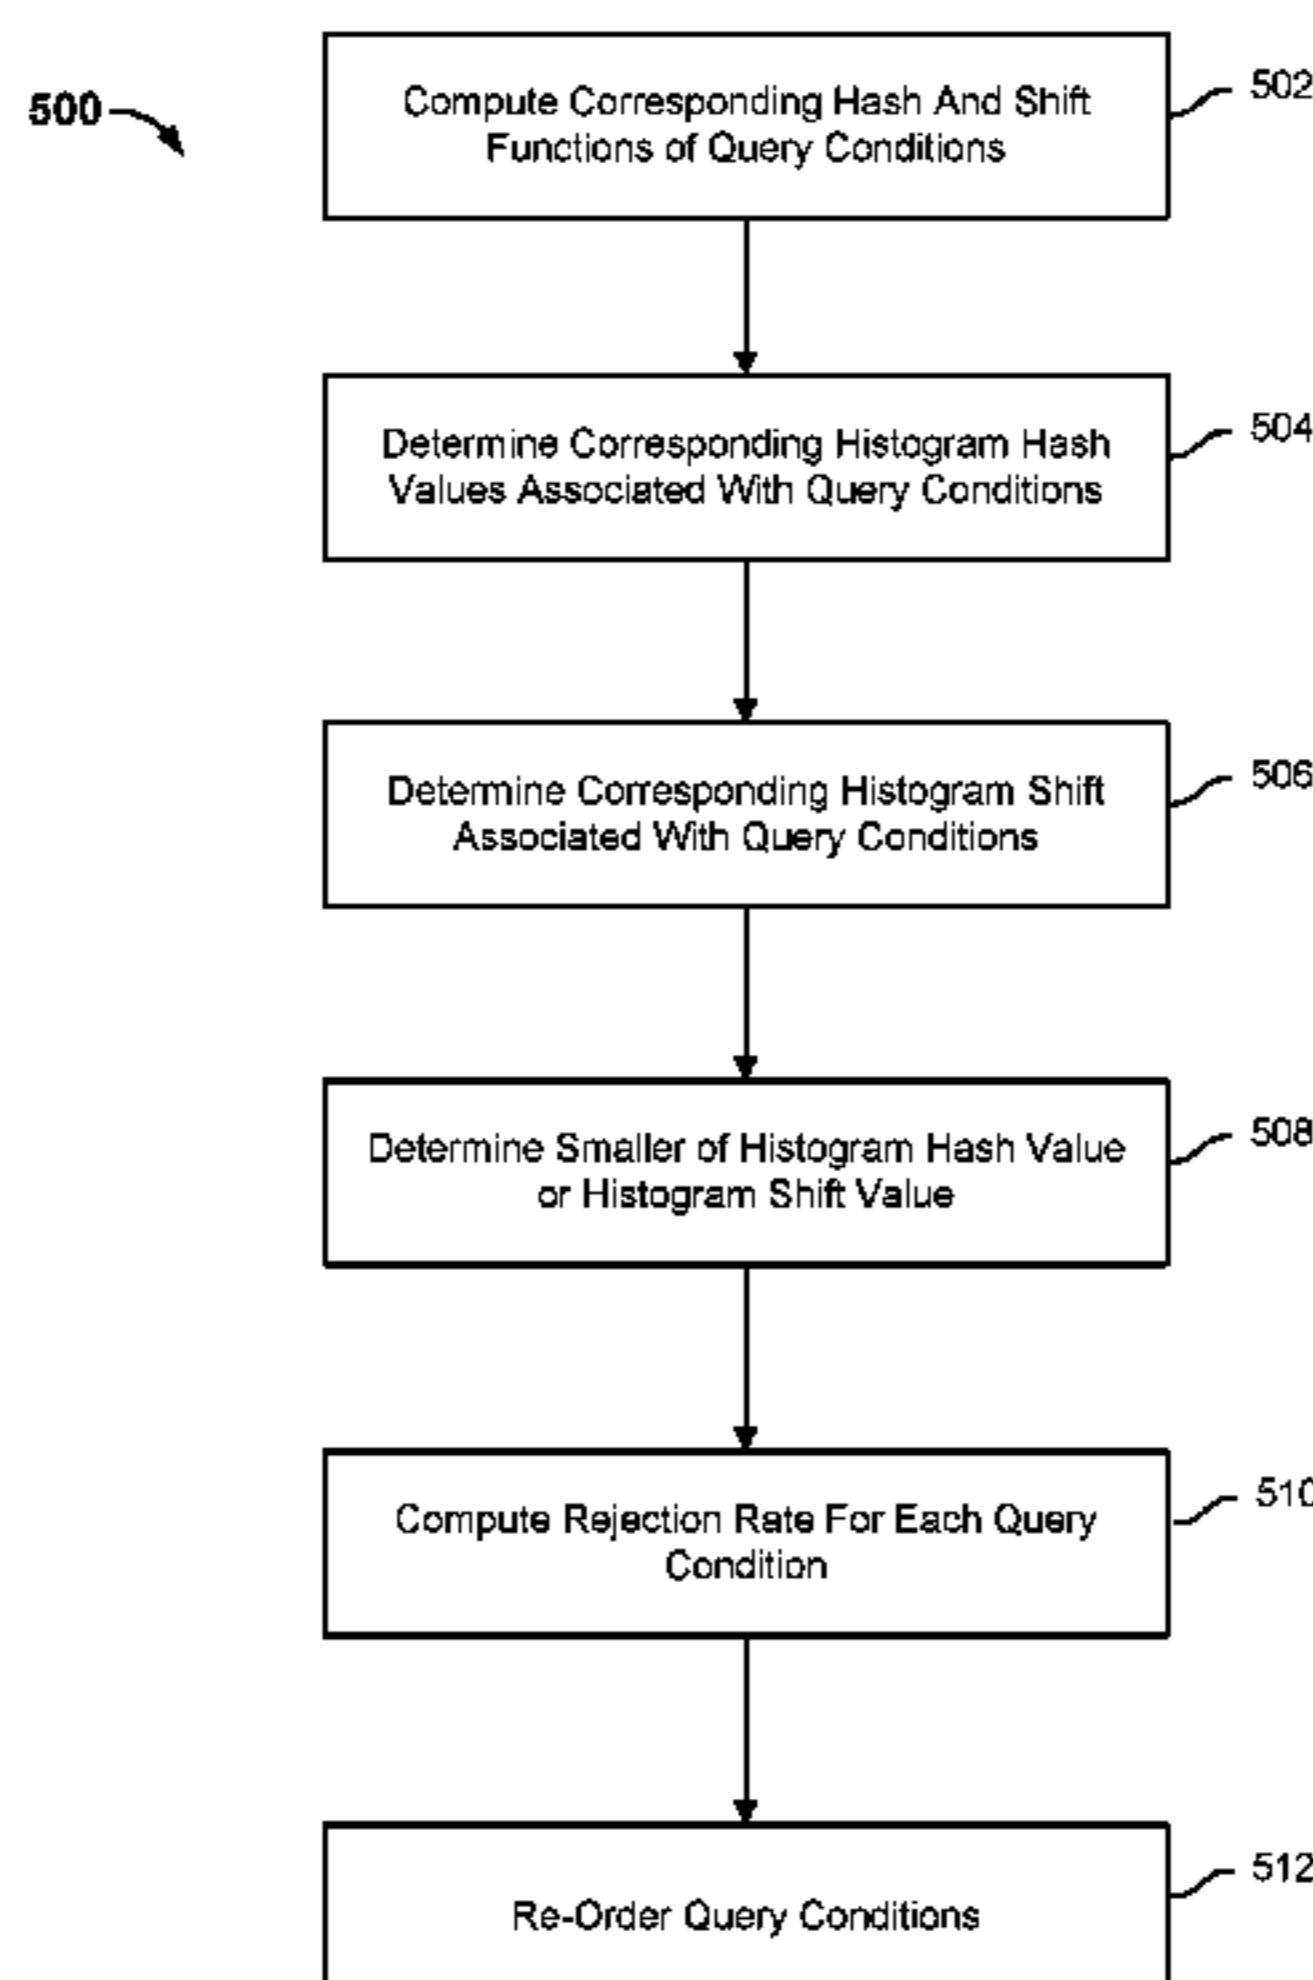 500
Compute Corresponding Hash And Shift
Functions of Query Conditions
502
Determine Corresponding Histogram Hash
Values Associated With Query Conditions
504
Determine Corresponding Histogram Shift
Associated With Query Conditions
506
Determine Smaller of Histogram Hash Value
or Histogram Shift Value
508
Compute Rejection Rate For Each Query
Condition
510
Re-Order Query Conditions
512